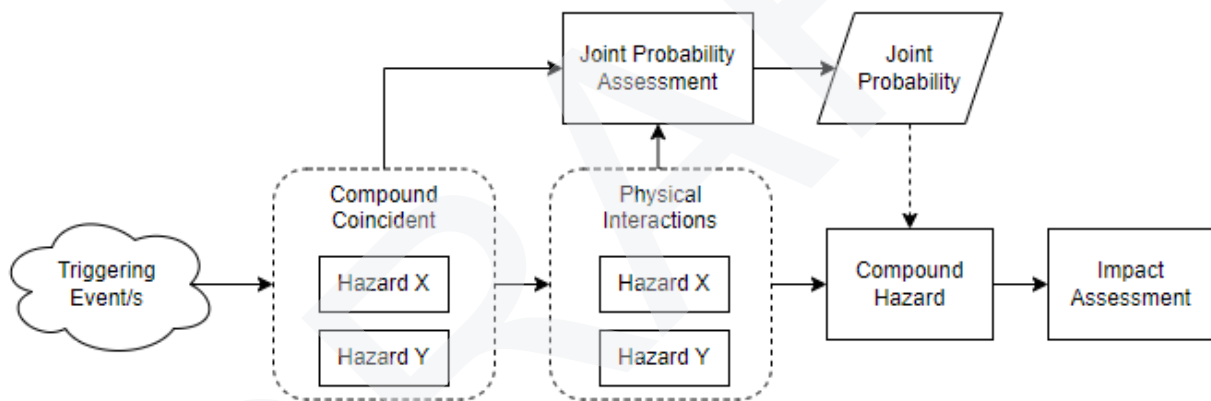 Joint Probability
Assessment
Joint
Probability
Compound
Coincident
Physical
Interactions
Triggering
Event/s
Hazard X
Hazard Y
Hazard X
Hazard Y
Compound
Hazard
Impact
Assessment